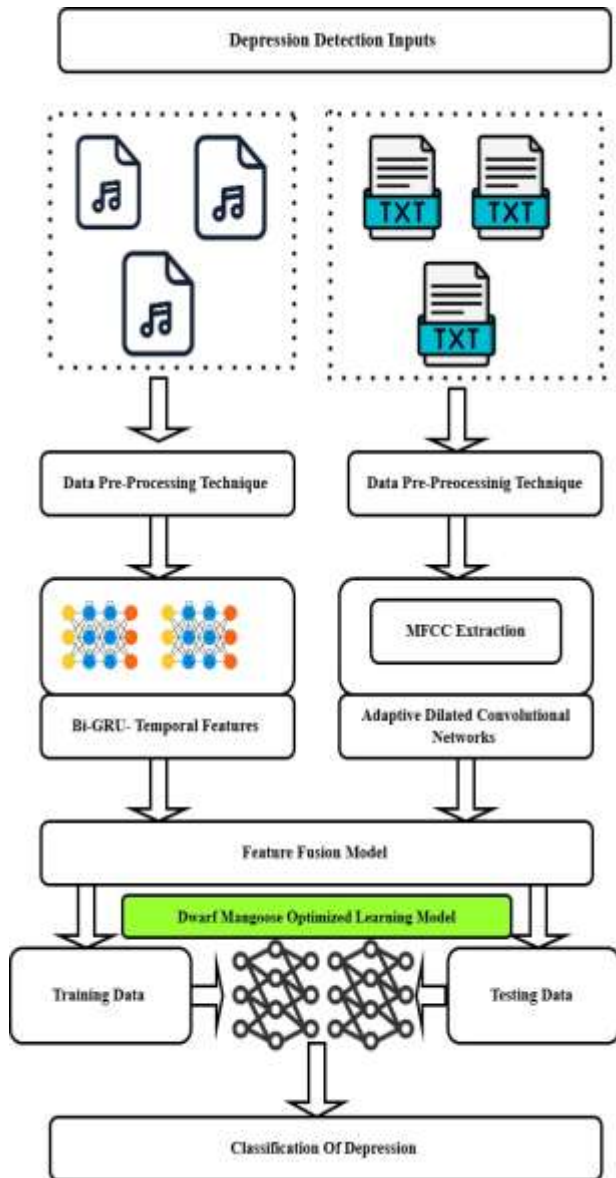 Depression Detection Inputs
TXT
TXT
TXT
Data Pre-Processing Technique
Data Pre-Preocessinig Technique
MFCC Extraction
Bi-GRU- Temporal Features
Adaptive Dilated Convolutional
Networks
Feature Fusion Model
Dwarf Mangoose Optimized Learning Model
Training Data
Testing Data
Classification Of Depression